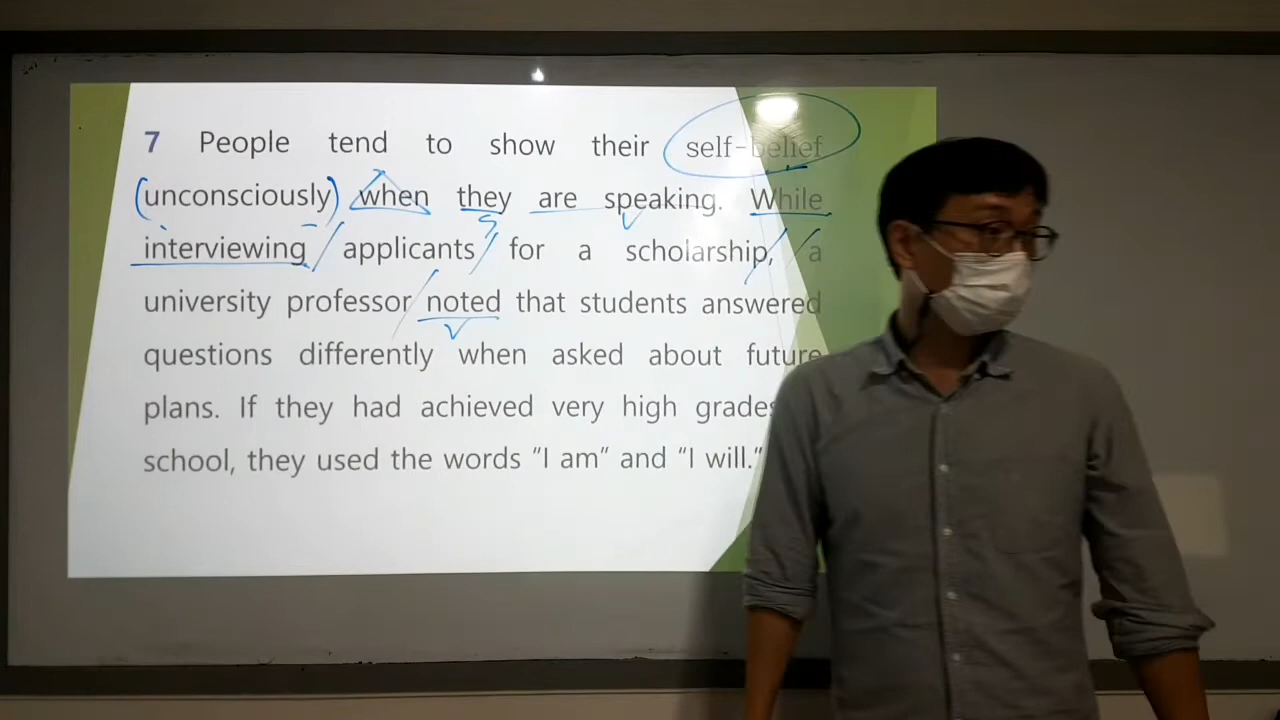 7 People tend to show their self-belief
(unconsciously) when they are speaking. While
interviewing applicants for a scholarship, a
university professor noted that students answered
questions differently when asked about future
plans. If they had achieved very high grades
school, they used the words "I am" and "I will."